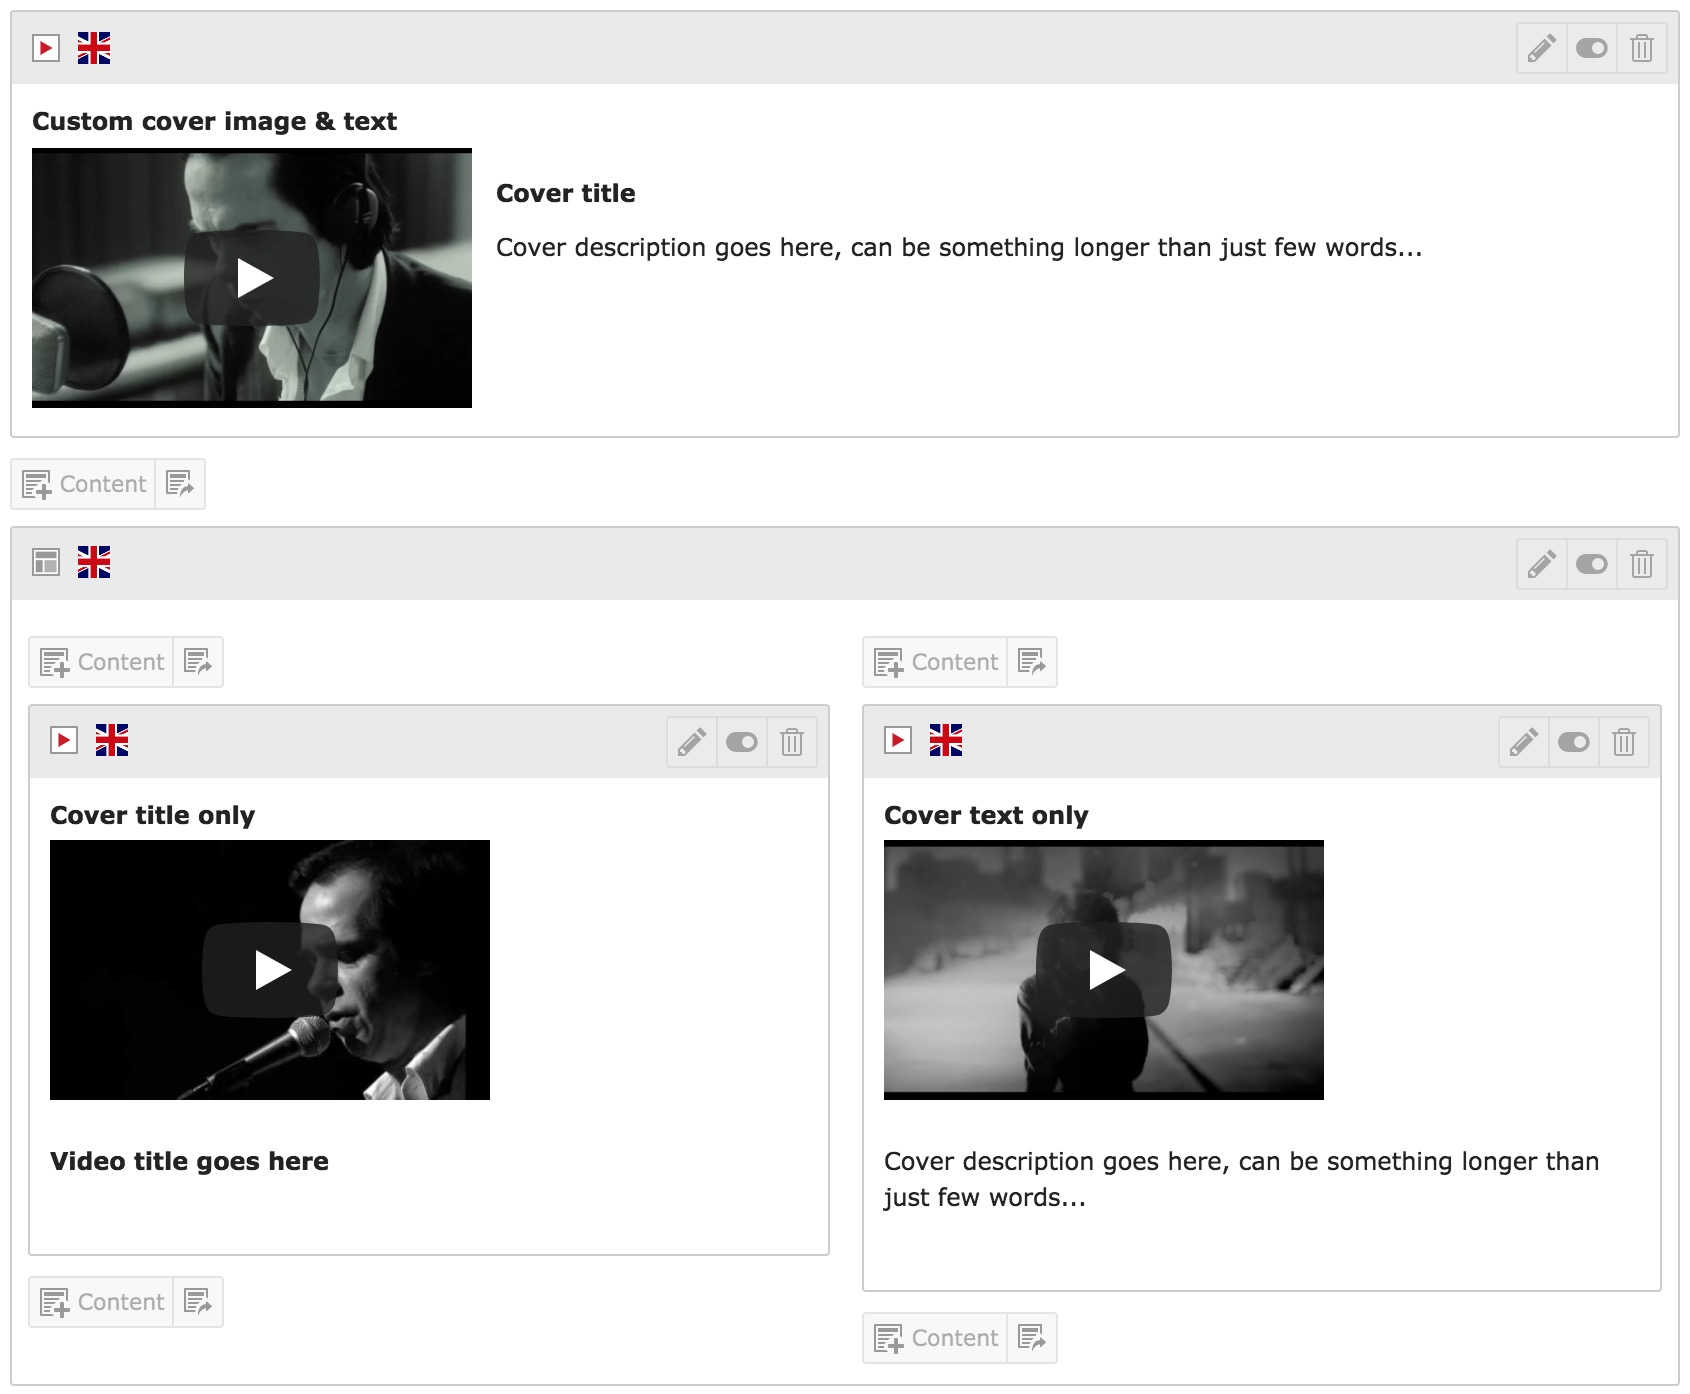 Custom cover image & text
Cover title
Cover description goes here, can be something longer than just few words...
Content
Content
Content
Cover title only
Video title goes here
Content
Cover text only
Cover description goes here, can be something longer than
just few words...
Content